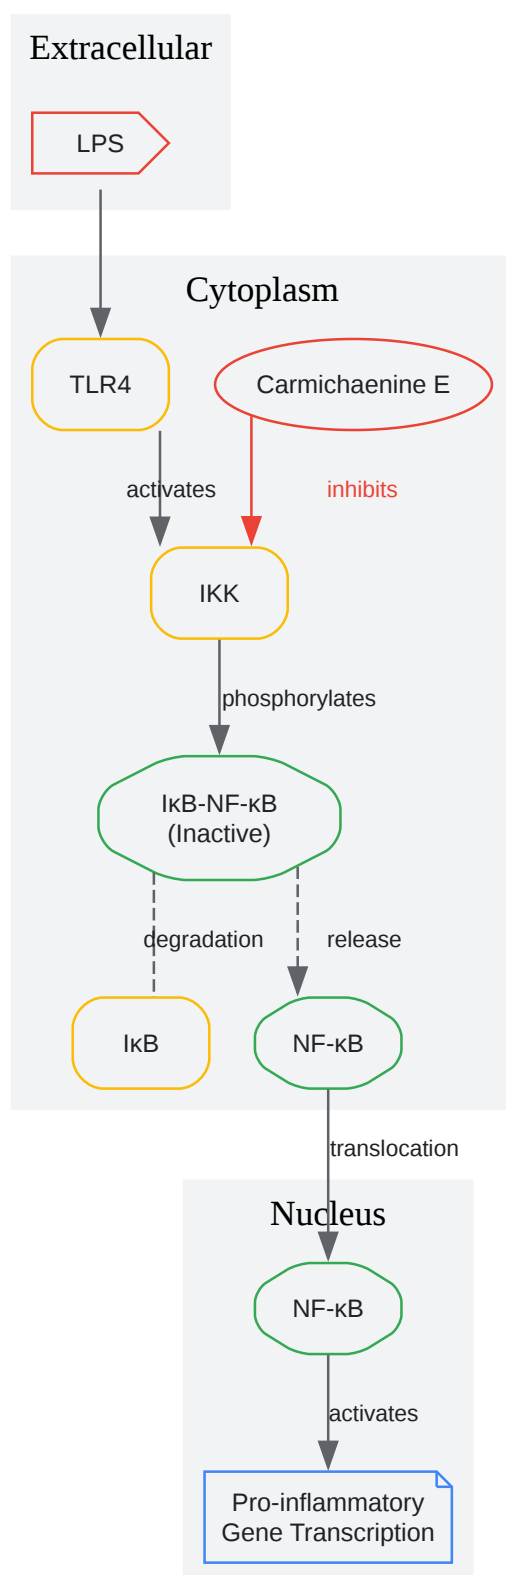 Extracellular
LPS
Cytoplasm
TLR4
Carmichaenine E
activates
inhibits
IKK
phosphorylates
IκB-NF-κB
(Inactive)
degradation
release
IκB
NF-κB
translocation
Nucleus
NF-κB
activates
Pro-inflammatory
Gene Transcription